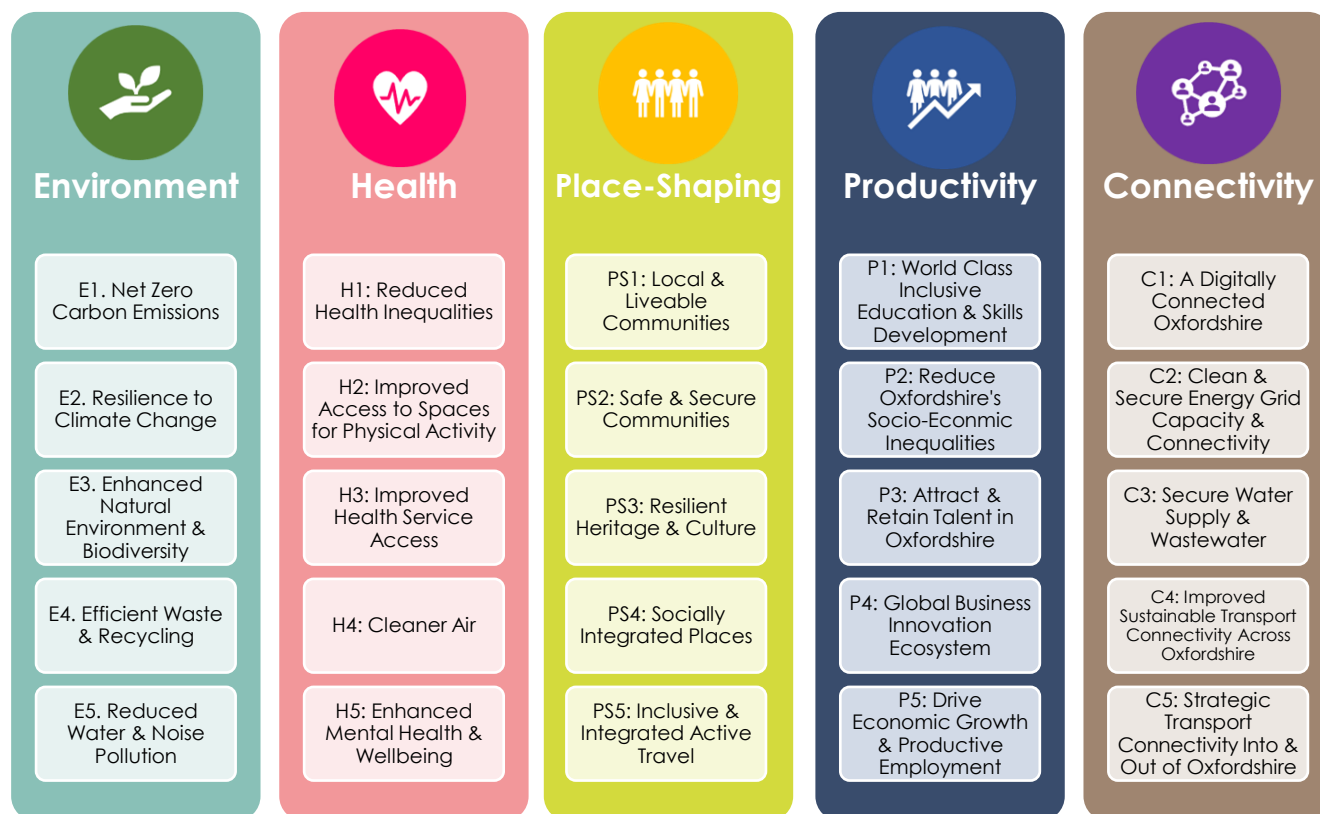 Environment
E1. Net Zero
Carbon Emissions
E2. Resilience to
Climate Change
E3. Enhanced
Natural
Environment &
Biodiversity
E4. Efficient Waste
& Recycling
E5. Reduced
Water & Noise
Pollution
Health
H1: Reduced
Health Inequalities
H2: Improved
Access to Spaces
for Physical Activity
H3: Improved
Health Service
Access
H4: Cleaner Air
H5: Enhanced
Mental Health &
Wellbeing
Place-Shaping
PS1: Local &
Liveable
Communities
PS2: Safe & Secure
Communities
PS3: Resilient
Heritage & Culture
PS4: Socially
Integrated Places
PS5: Inclusive &
Integrated Active
Travel
Productivity
P1: World Class
Inclusive
Education & Skills
Development
P2: Reduce
Oxfordshire's
Socio-Econmic
Inequalities
P3: Attract &
Retain Talent in
Oxfordshire
P4: Global Business
Innovation
Ecosystem
P5: Drive
Economic Growth
& Productive
Employment
Connectivity
C1: A Digitally
Connected
Oxfordshire
C2: Clean &
Secure Energy Grid
Capacity &
Connectivity
C3: Secure Water
Supply &
Wastewater
C4: Improved
Sustainable Transport
Connectivity Across
Oxfordshire
C5: Strategic
Transport
Connectivity Into &
Out of Oxfordshire